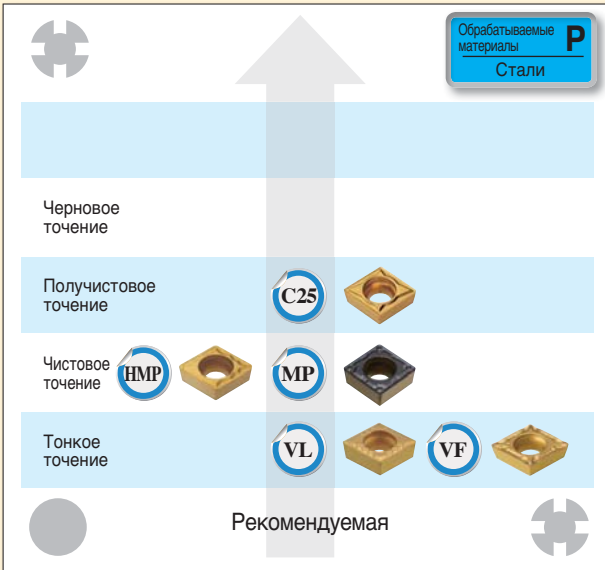 Обрабатываемые
материалы
P
Стали
Черновое
точение
Получистовое
точение
C25
Чистовое
точение
HMP
MP
Тонкое
точение
VL
VF
Рекомендуемая